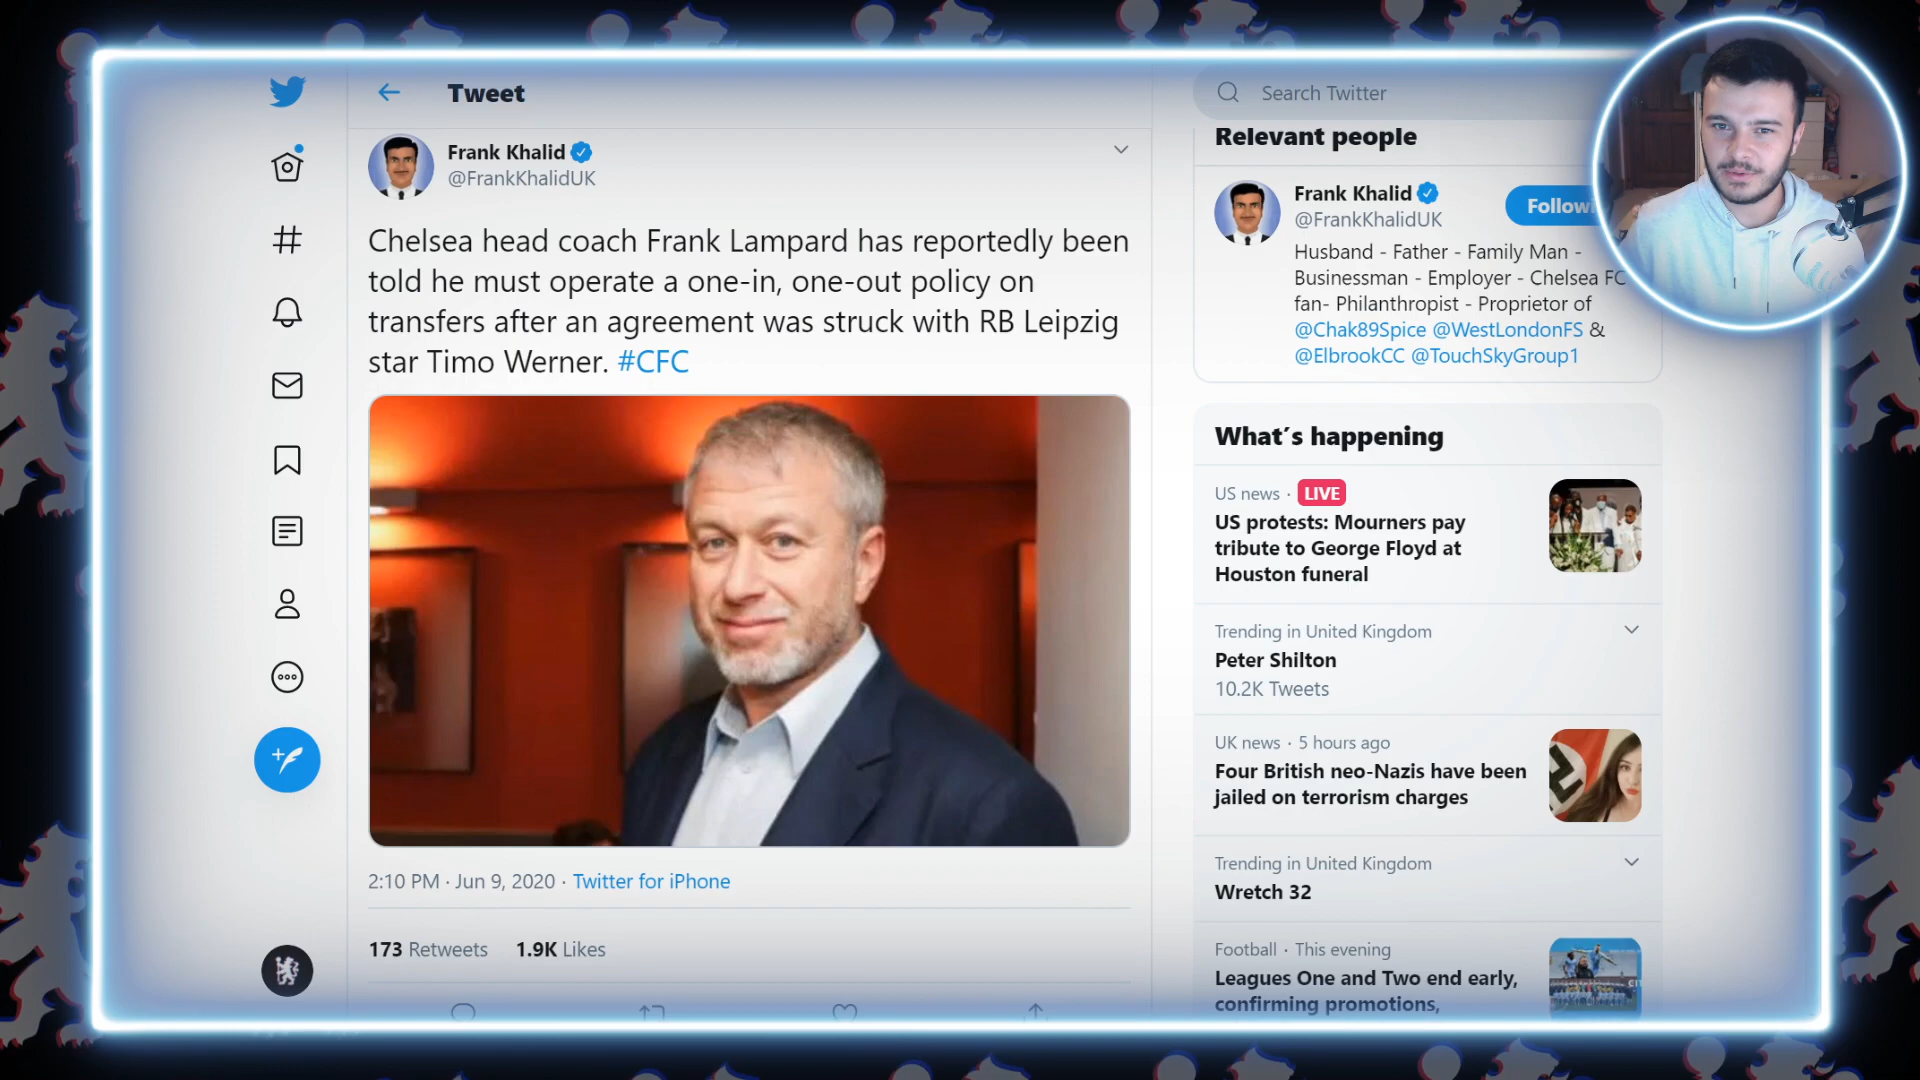 Tweet
Frank Khalid
@FrankKhalidUK
Chelsea head coach Frank Lampard has reportedly been
told he must operate a one-in, one-out policy on
transfers after an agreement was struck with RB Leipzig
star Timo Werner. #CFC
2:10 PM · Jun 9, 2020 · Twitter for iPhone
173 Retweets 1.9K Likes
Search Twitter
Relevant people
Frank Khalid
@FrankKhalidUK
Followi
Husband - Father - Family Man -
Businessman - Employer - Chelsea FC
fan- Philanthropist - Proprietor of
@Chak89Spice @WestLondonFS &
@ElbrookCC @TouchSkyGroup1
What's happening
US news · LIVE
US protests: Mourners pay
tribute to George Floyd at
Houston funeral
Trending in United Kingdom
Peter Shilton
10.2K Tweets
UK news · 5 hours ago
Four British neo-Nazis have been
jailed on terrorism charges
Trending in United Kingdom
Wretch 32
Football · This evening
Leagues One and Two end early,
confirming promotions,